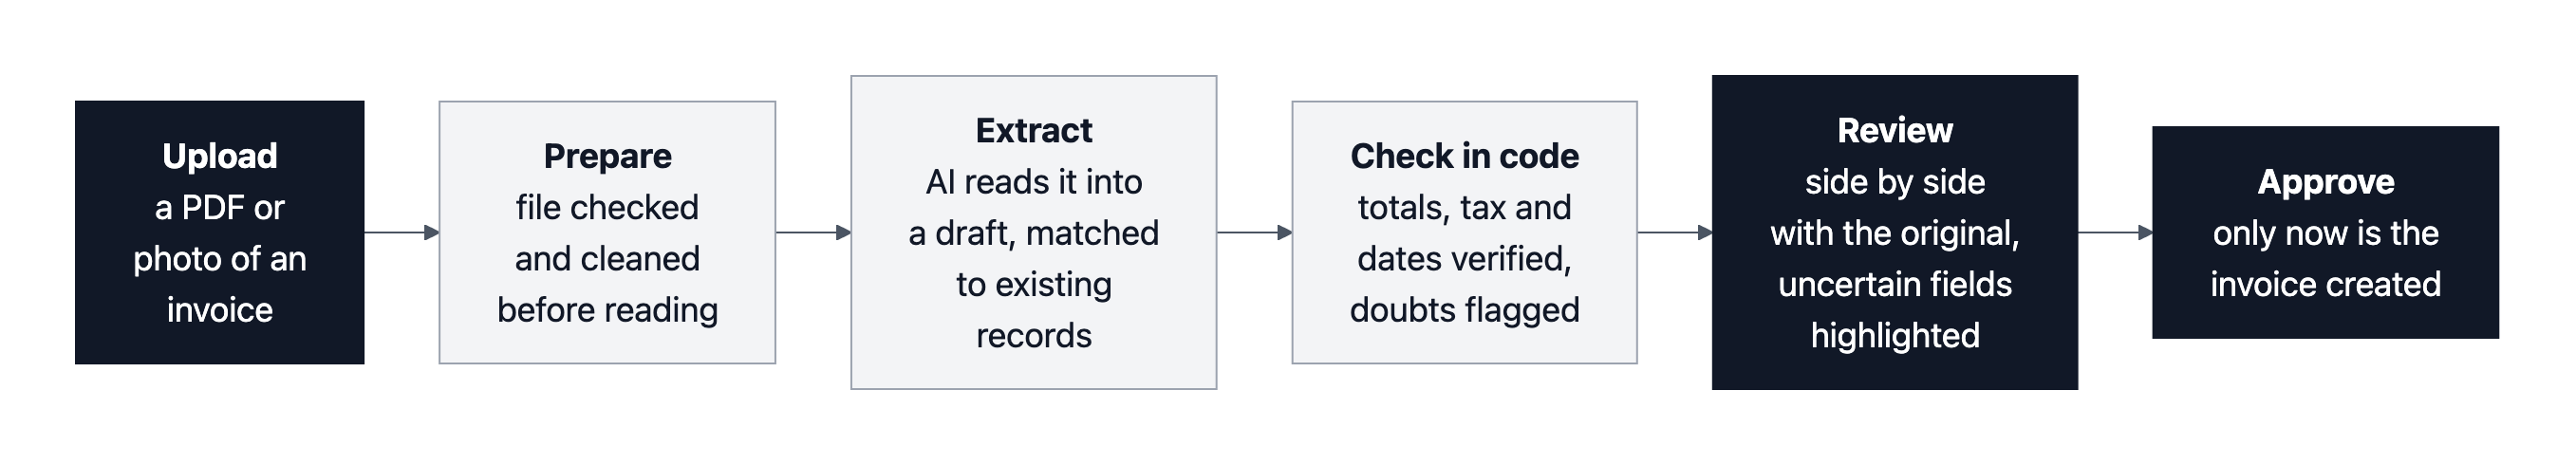 Upload
a PDF or
photo of an
invoice
Prepare
file checked
and cleaned
before reading
Extract
AI reads it into
a draft, matched
to existing
records
Check in code
totals, tax and
dates verified,
doubts flagged
Review
side by side
with the original,
uncertain fields
highlighted
Approve
only now is the
invoice created